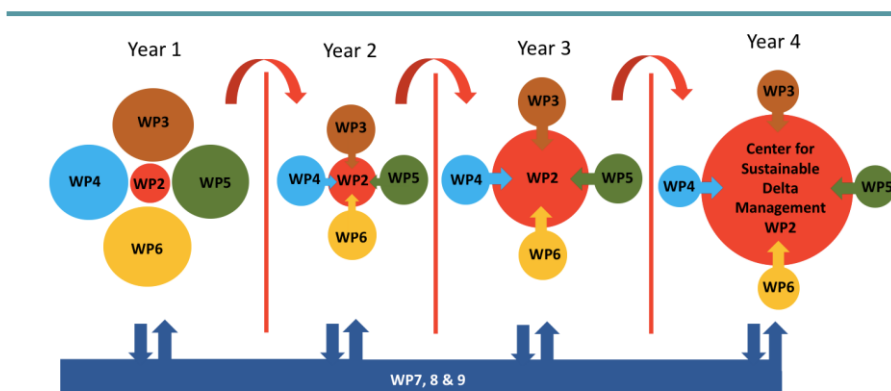 Year 1
Year 2
Year 3
Year 4
WP3
WP4
WP2
WP5
WP6
WP3
WP4
WP2
WP5
WP6
WP3
WP4
WP2
WP5
WP6
WP3
WP4
Center for
Sustainable
Delta
Management
WP2
WP5
WP6
WP7, 8 & 9